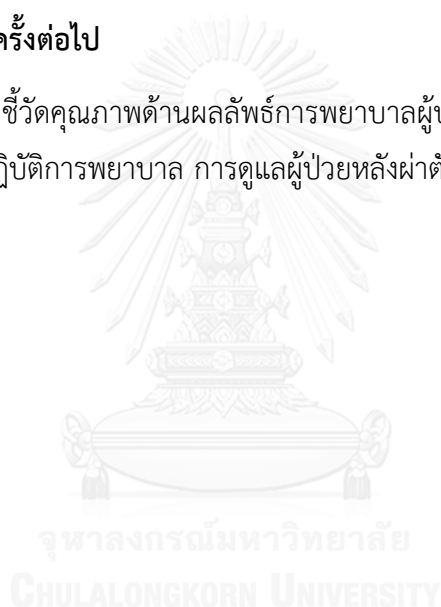 ครั้งต่อไป
ชี้วัดคุณภาพด้านผลลัพธ์การพยาบาลผู้ป
ฏิบัติการพยาบาล การดูแลผู้ป่วยหลังผ่าตั
จุฬาลงกรณ์มหาวิทยาลัย
CHULALONGKORN UNIVERSITY